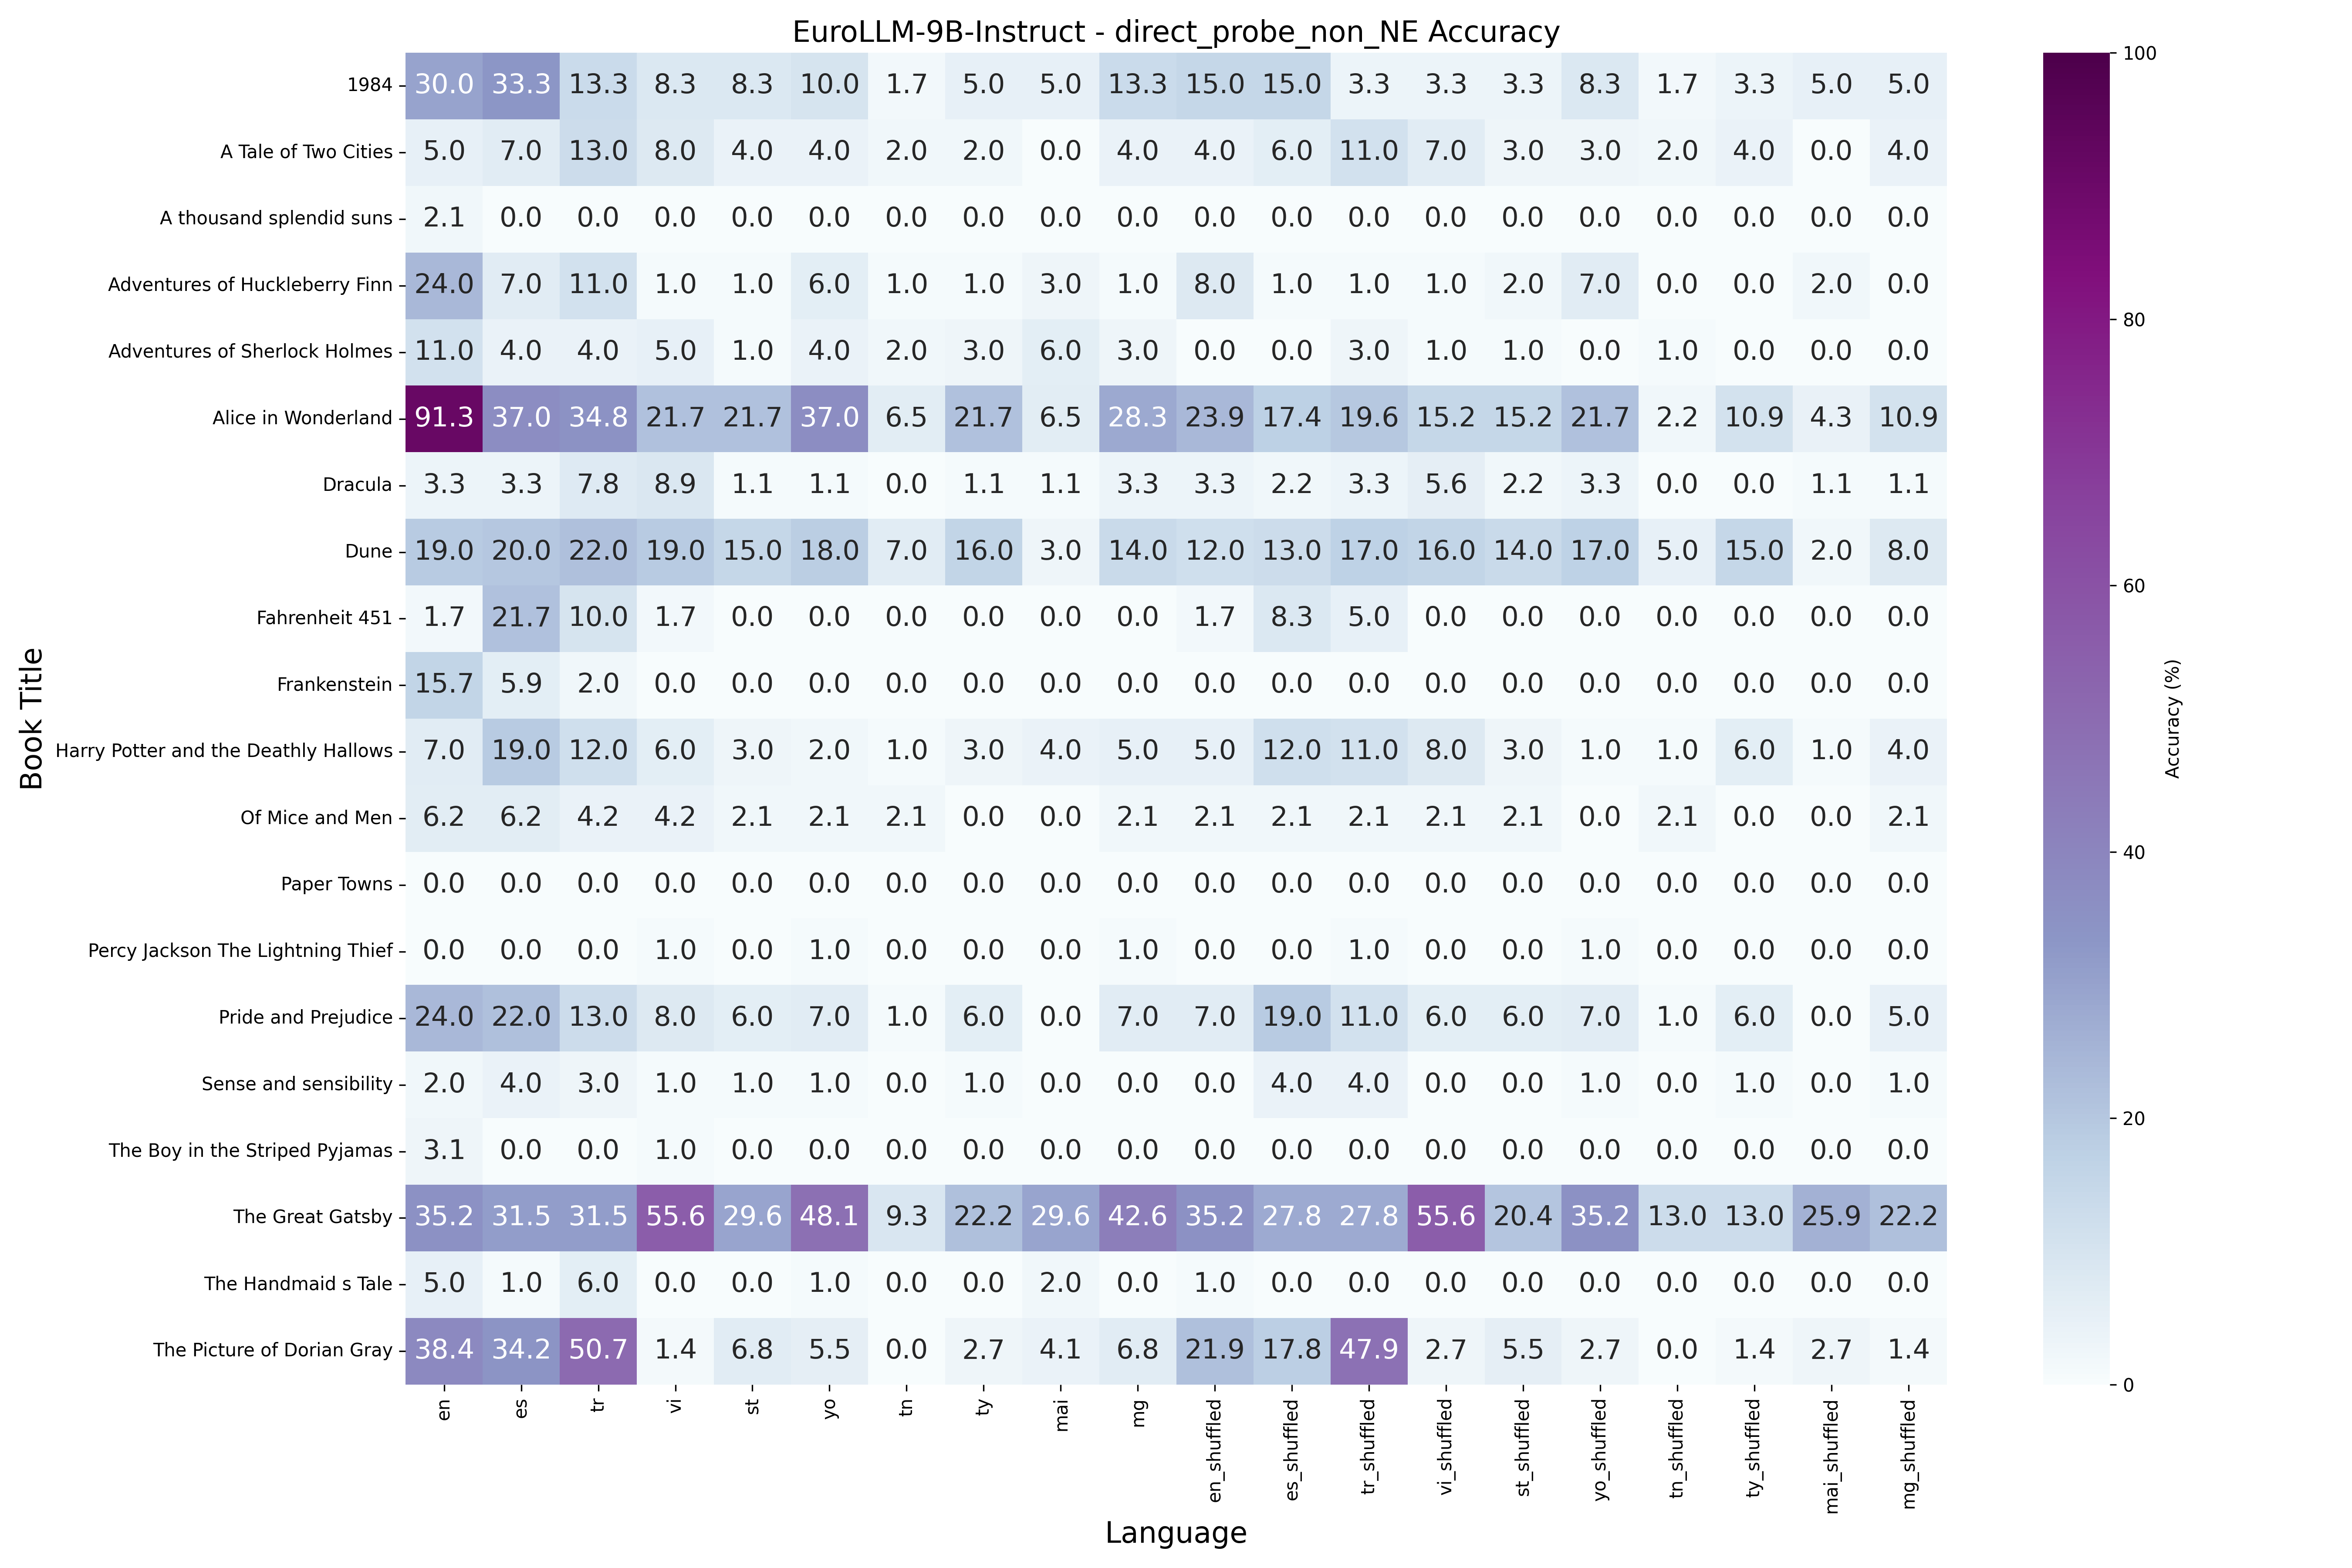 EuroLLM-9B-Instruct - direct_probe_non_NE Accuracy
Book Title
1984 30.0 33.3 13.3 8.3 8.3 10.0 1.7 5.0 5.0 13.3 15.0 15.0 3.3 3.3 3.3 8.3 1.7 3.3 5.0 5.0
A Tale of Two Cities 5.0 7.0 13.0 8.0 4.0 4.0 2.0 2.0 0.0 4.0 4.0 6.0 11.0 7.0 3.0 3.0 2.0 4.0 0.0 4.0
A thousand splendid suns 2.1 0.0 0.0 0.0 0.0 0.0 0.0 0.0 0.0 0.0 0.0 0.0 0.0 0.0 0.0 0.0 0.0 0.0 0.0 0.0
Adventures of Huckleberry Finn 24.0 7.0 11.0 1.0 1.0 6.0 1.0 1.0 3.0 1.0 8.0 1.0 1.0 1.0 2.0 7.0 0.0 0.0 2.0 0.0
Adventures of Sherlock Holmes 11.0 4.0 4.0 5.0 1.0 4.0 2.0 3.0 6.0 3.0 0.0 0.0 3.0 1.0 1.0 0.0 1.0 0.0 0.0 0.0
Alice in Wonderland 91.3 37.0 34.8 21.7 21.7 37.0 6.5 21.7 6.5 28.3 23.9 17.4 19.6 15.2 15.2 21.7 2.2 10.9 4.3 10.9
Dracula 3.3 3.3 7.8 8.9 1.1 1.1 0.0 1.1 1.1 3.3 3.3 2.2 3.3 5.6 2.2 3.3 0.0 0.0 1.1 1.1
Dune 19.0 20.0 22.0 19.0 15.0 18.0 7.0 16.0 3.0 14.0 12.0 13.0 17.0 16.0 14.0 17.0 5.0 15.0 2.0 8.0
Fahrenheit 451 1.7 21.7 10.0 1.7 0.0 0.0 0.0 0.0 0.0 0.0 1.7 8.3 5.0 0.0 0.0 0.0 0.0 0.0 0.0 0.0
Frankenstein 15.7 5.9 2.0 0.0 0.0 0.0 0.0 0.0 0.0 0.0 0.0 0.0 0.0 0.0 0.0 0.0 0.0 0.0 0.0 0.0
Harry Potter and the Deathly Hallows 7.0 19.0 12.0 6.0 3.0 2.0 1.0 3.0 4.0 5.0 5.0 12.0 11.0 8.0 3.0 1.0 1.0 6.0 1.0 4.0
Of Mice and Men 6.2 6.2 4.2 4.2 2.1 2.1 2.1 0.0 0.0 2.1 2.1 2.1 2.1 2.1 2.1 0.0 2.1 0.0 0.0 2.1
Paper Towns 0.0 0.0 0.0 0.0 0.0 0.0 0.0 0.0 0.0 0.0 0.0 0.0 0.0 0.0 0.0 0.0 0.0 0.0 0.0 0.0
Percy Jackson The Lightning Thief 0.0 0.0 0.0 1.0 0.0 1.0 0.0 0.0 0.0 1.0 0.0 0.0 1.0 0.0 0.0 1.0 0.0 0.0 0.0 0.0
Pride and Prejudice 24.0 22.0 13.0 8.0 6.0 7.0 1.0 6.0 0.0 7.0 7.0 19.0 11.0 6.0 6.0 7.0 1.0 6.0 0.0 5.0
Sense and sensibility 2.0 4.0 3.0 1.0 1.0 1.0 0.0 1.0 0.0 0.0 0.0 4.0 4.0 0.0 0.0 1.0 0.0 1.0 0.0 1.0
The Boy in the Striped Pyjamas 3.1 0.0 0.0 1.0 0.0 0.0 0.0 0.0 0.0 0.0 0.0 0.0 0.0 0.0 0.0 0.0 0.0 0.0 0.0 0.0
The Great Gatsby 35.2 31.5 31.5 55.6 29.6 48.1 9.3 22.2 29.6 42.6 35.2 27.8 27.8 55.6 20.4 35.2 13.0 13.0 25.9 22.2
The Handmaid s Tale 5.0 1.0 6.0 0.0 0.0 1.0 0.0 0.0 2.0 0.0 1.0 0.0 0.0 0.0 0.0 0.0 0.0 0.0 0.0 0.0
The Picture of Dorian Gray 38.4 34.2 50.7 1.4 6.8 5.5 0.0 2.7 4.1 6.8 21.9 17.8 47.9 2.7 5.5 2.7 0.0 1.4 2.7 1.4
en es tr vi st yo tn ty mai mg en_shuffled es_shuffled tr_shuffled vi_shuffled st_shuffled yo_shuffled tn_shuffled ty_shuffled mai_shuffled mg_shuffled
Language
100
80
60
40
20
0
Accuracy (%)